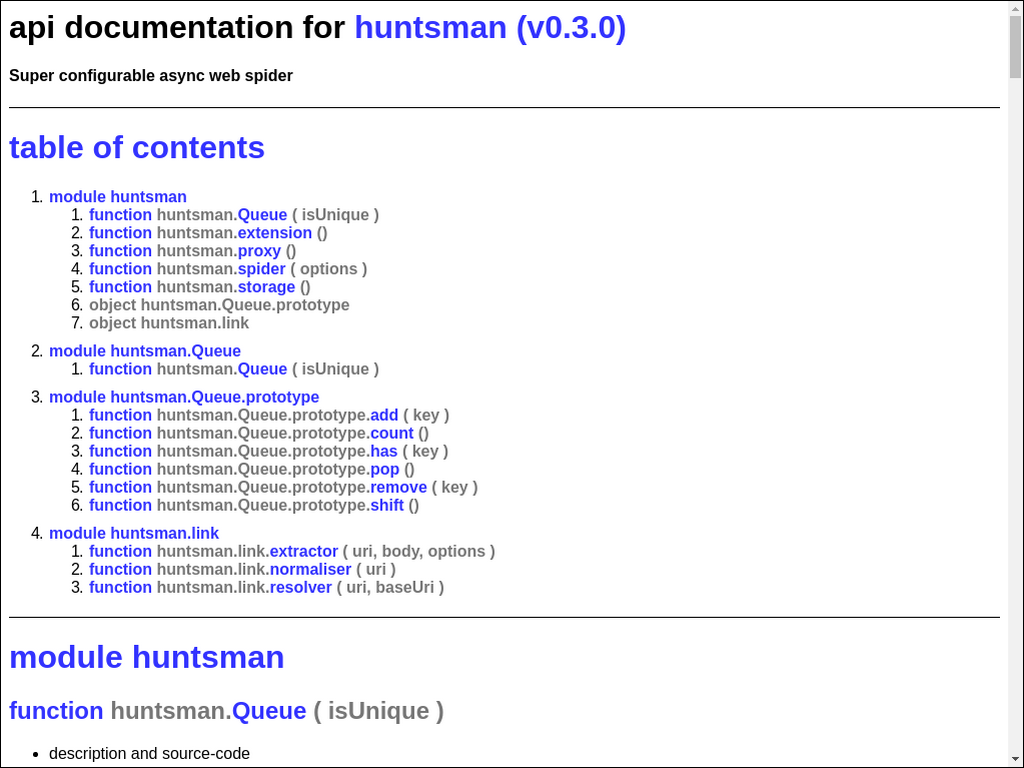 api documentation for huntsman (v0.3.0)
Super configurable async web spider
table of contents
1. module huntsman
1. function huntsman.Queue ( isUnique )
2. function huntsman.extension ()
3. function huntsman.proxy ()
4. function huntsman.spider ( options )
5. function huntsman.storage ()
6. object huntsman.Queue.prototype
7. object huntsman.link
2. module huntsman.Queue
1. function huntsman.Queue ( isUnique )
3. module huntsman.Queue.prototype
1. function huntsman.Queue.prototype.add ( key )
2. function huntsman.Queue.prototype.count ()
3. function huntsman.Queue.prototype.has ( key )
4. function huntsman.Queue.prototype.pop ()
5. function huntsman.Queue.prototype.remove ( key )
6. function huntsman.Queue.prototype.shift ()
4. module huntsman.link
1. function huntsman.link.extractor ( uri, body, options )
2. function huntsman.link.normaliser ( uri )
3. function huntsman.link.resolver ( uri, baseUri )
module huntsman
function huntsman.Queue ( isUnique )
• description and source-code